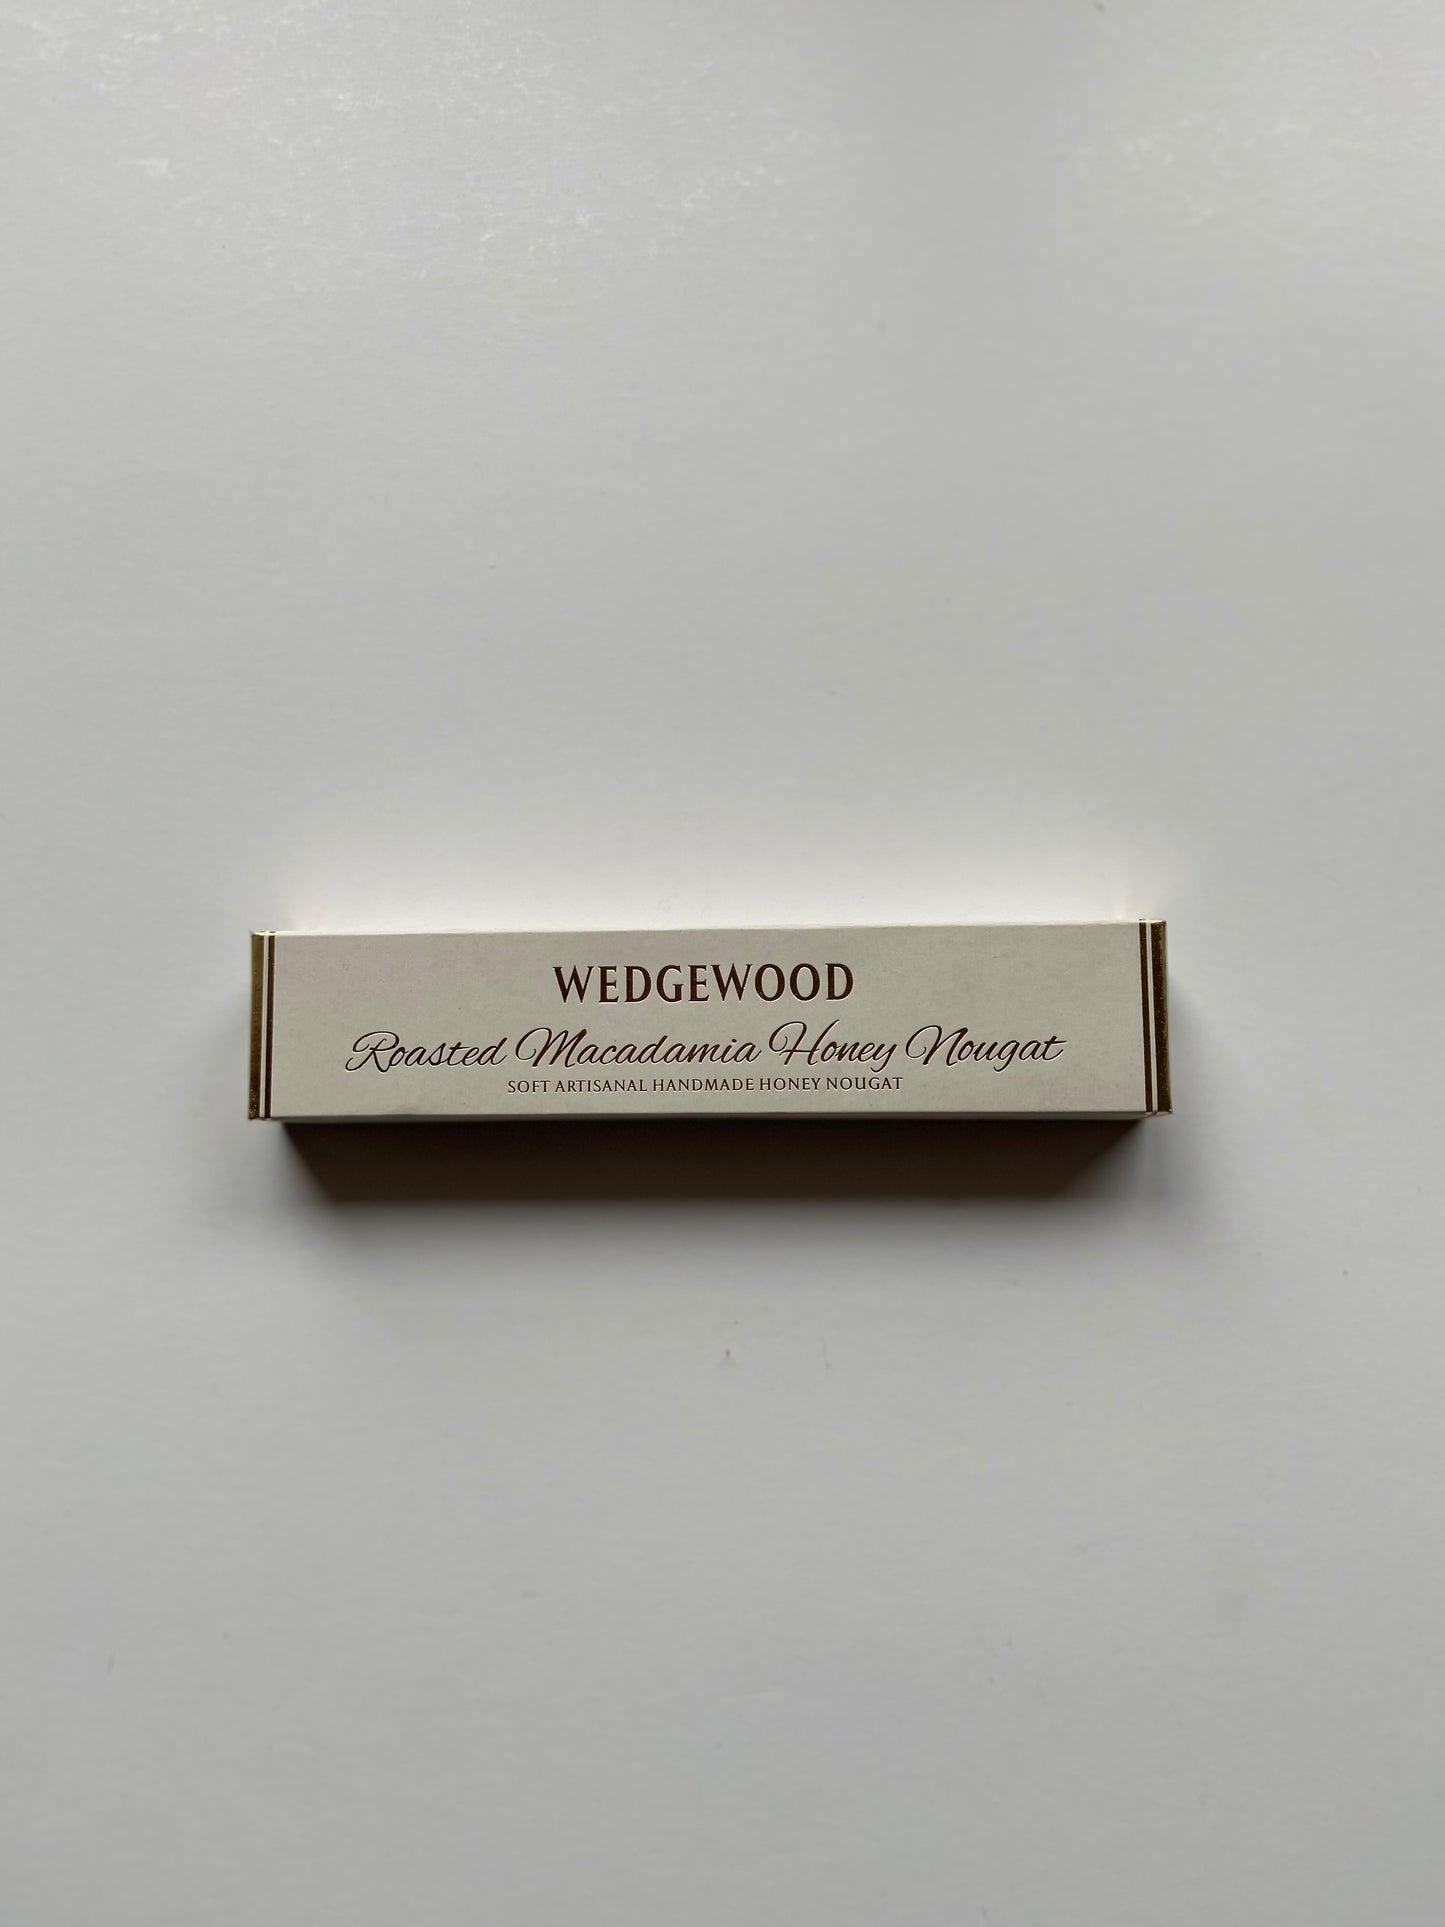 WEDGEWOOD
Roasted Macadamia Honey Nougat
SOFT ARTISANAL HANDMADE HONEY NOUGAT